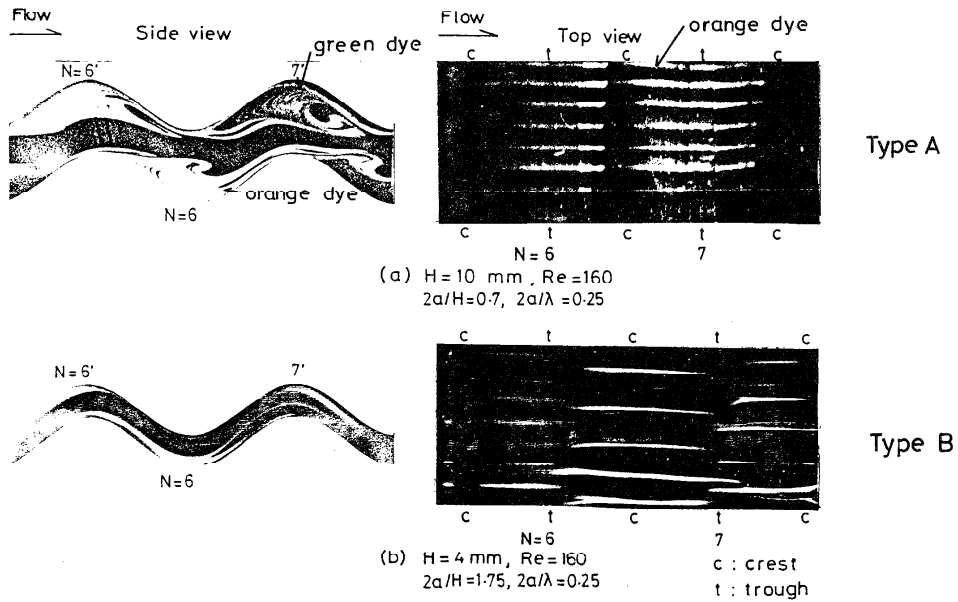 Flow
Side view
green dye
N=6'
7'
orange dye
N=6
Flow
Top view
orange dye
c t c t c
c t c t c
N=6 7
Type A
(a) H=10 mm, Re=160
2a/H=0·7, 2a/λ=0.25
N=6'
7'
N=6
c t c t c
c t c t c
N=6 7
Type B
(b) H=4mm, Re=160
2a/H=1·75, 2a/λ=0.25
c : crest
t : trough